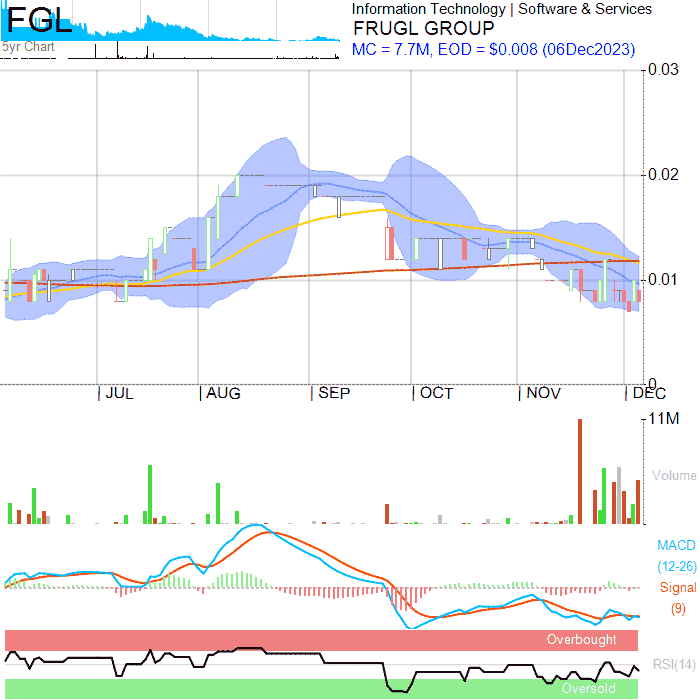 FGL
5yr Chart
Information Technology | Software & Services
FRUGL GROUP
MC = 7.7M, EOD = $0.008 (06Dec2023)
0.03
0.02
0.01
0
| JUL | AUG | SEP | OCT | NOV | DEC
11M
Volume
MACD
(12-26)
Signal
(9)
Overbought
RSI(14)
Oversold